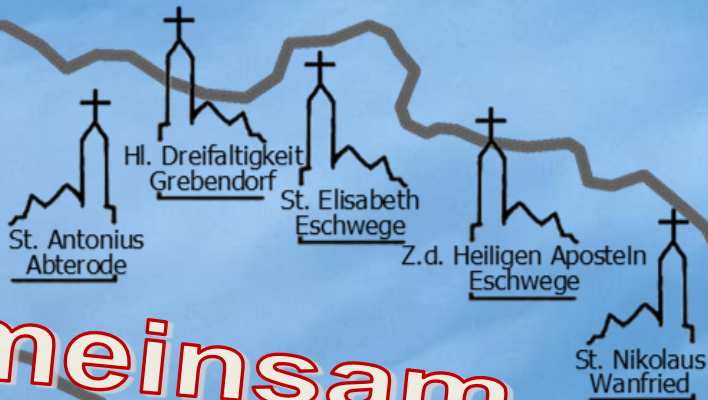 Hl. Dreifaltigkeit
Grebendorf
St. Elisabeth
Eschwege
St. Antonius
Abterode
Z.d. Heiligen Aposteln
Eschwege
St. Nikolaus
Wanfried
meinsam